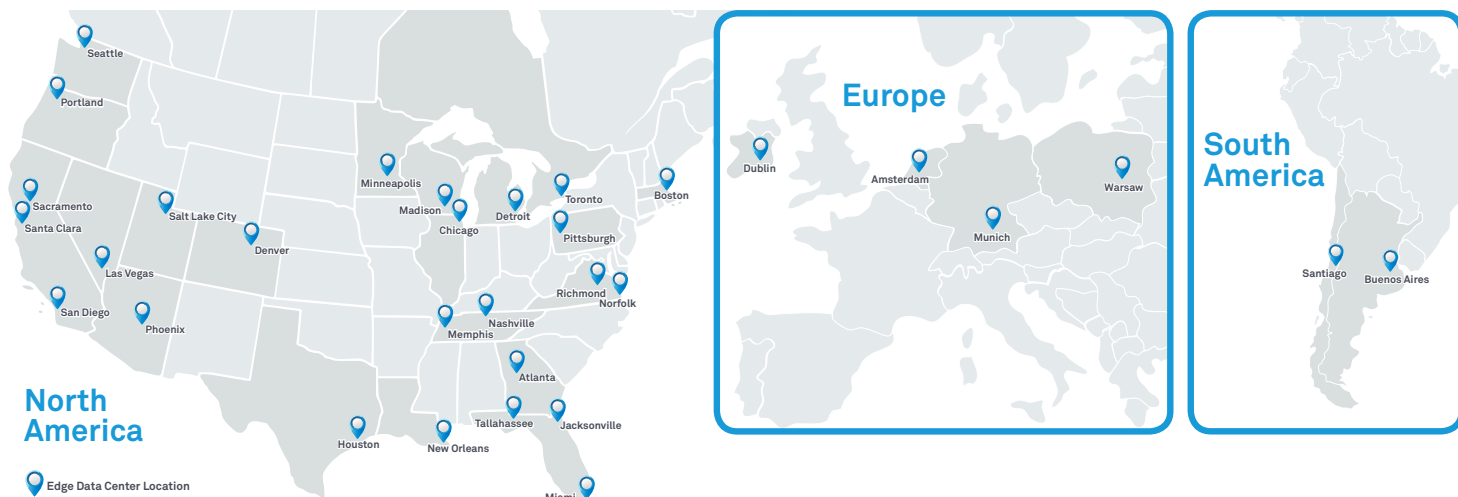 Seattle
Portland
Sacramento
Santa Clara
Salt Lake City
Denver
Las Vegas
San Diego
Phoenix
Minneapolis
Madison
Chicago
Detroit
Toronto
Boston
Pittsburgh
Richmond
Norfolk
Nashville
Memphis
Atlanta
Tallahassee
Jacksonville
Houston
New Orleans
Miami
North
America
Edge Data Center Location
Europe
Dublin
Amsterdam
Warsaw
Munich
South
America
Santiago
Buenos Aires